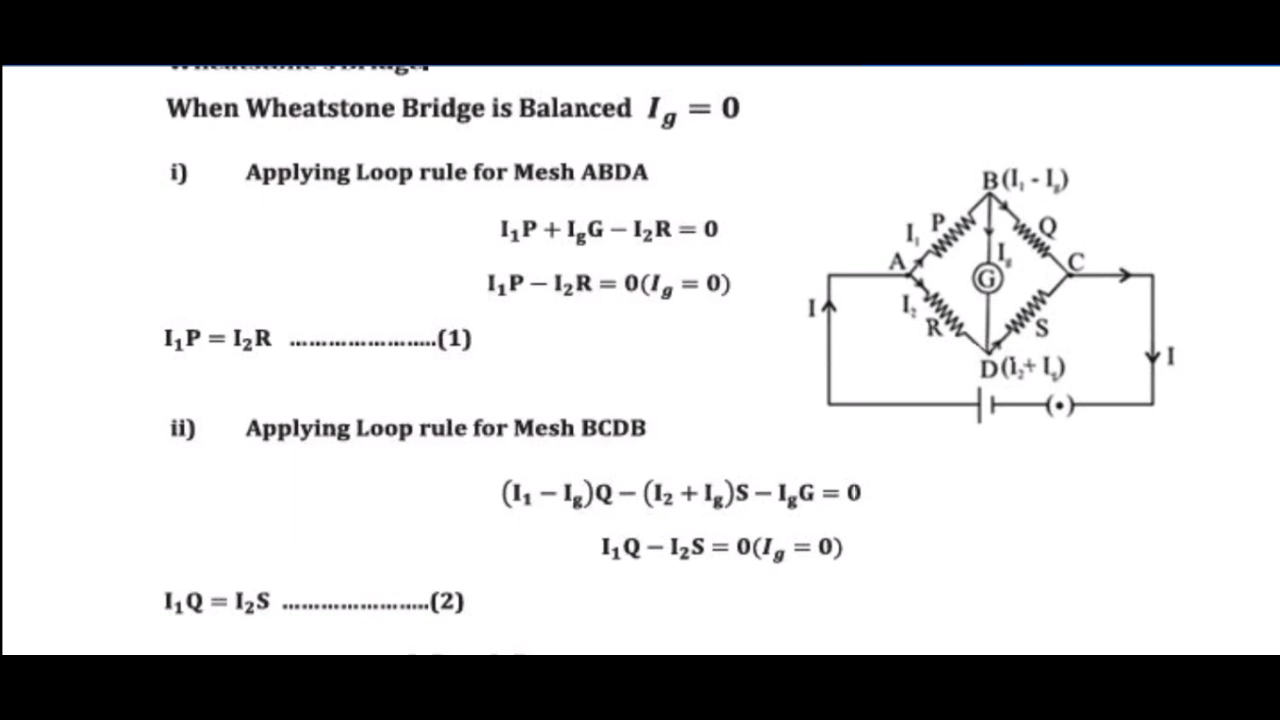 Wheatstone's Bridge.
When Wheatstone Bridge is Balanced I_g = 0
i) Applying Loop rule for Mesh ABDA
I₁P + I_gG − I₂R = 0
I₁P − I₂R = 0(I_g = 0)
I₁P = I₂R .......................(1)
ii) Applying Loop rule for Mesh BCDB
(I₁ − I_g)Q − (I₂ + I_g)S − I_gG = 0
I₁Q − I₂S = 0(I_g = 0)
I₁Q = I₂S .......................(2)
B(I₁ - I_g)
I₁ P Q
A I_g C
G
I I₂
R S
D(I₂+ I_g) I